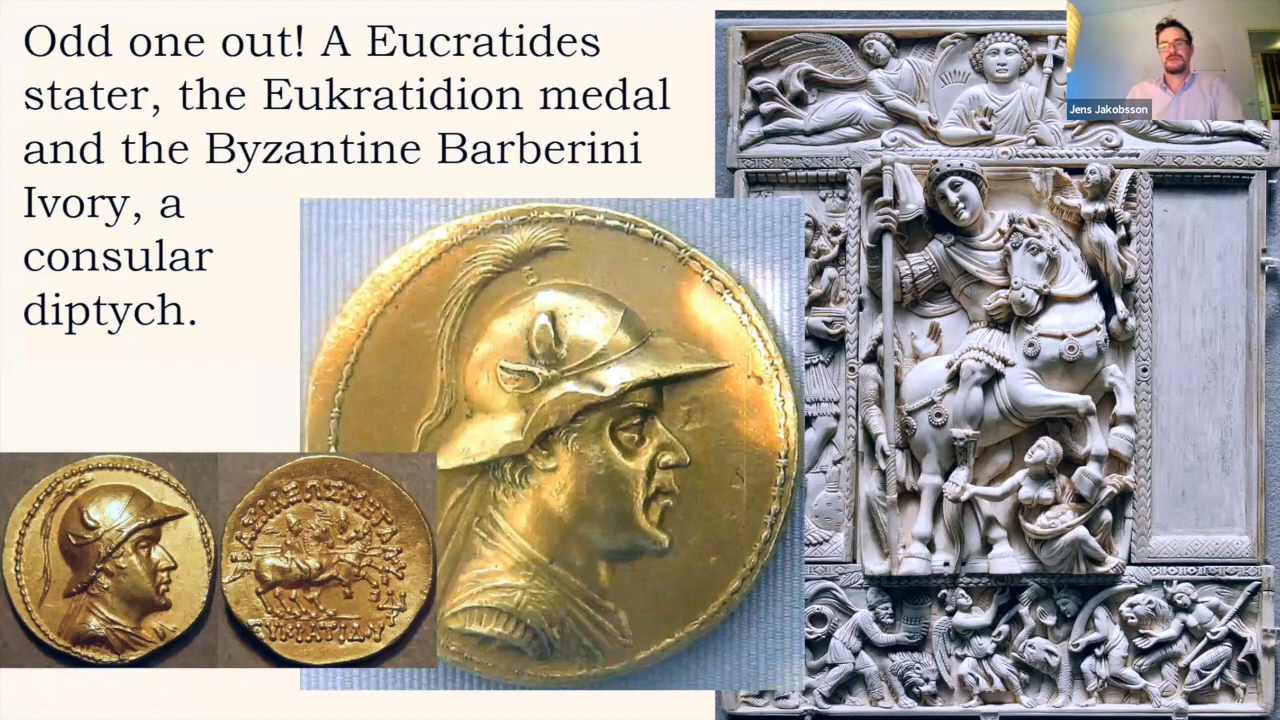 Odd one out! A Eucratides
stater, the Eukratidion medal
and the Byzantine Barberini
Ivory, a
consular
diptych.
Jens Jakobsson